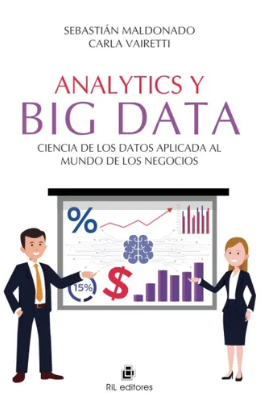 SEBASTIÁN MALDONADO
CARLA VAIRETTI
ANALYTICS Y
BIG DATA
CIENCIA DE LOS DATOS APLICADA AL
MUNDO DE LOS NEGOCIOS
%
15%
$
RiL editores